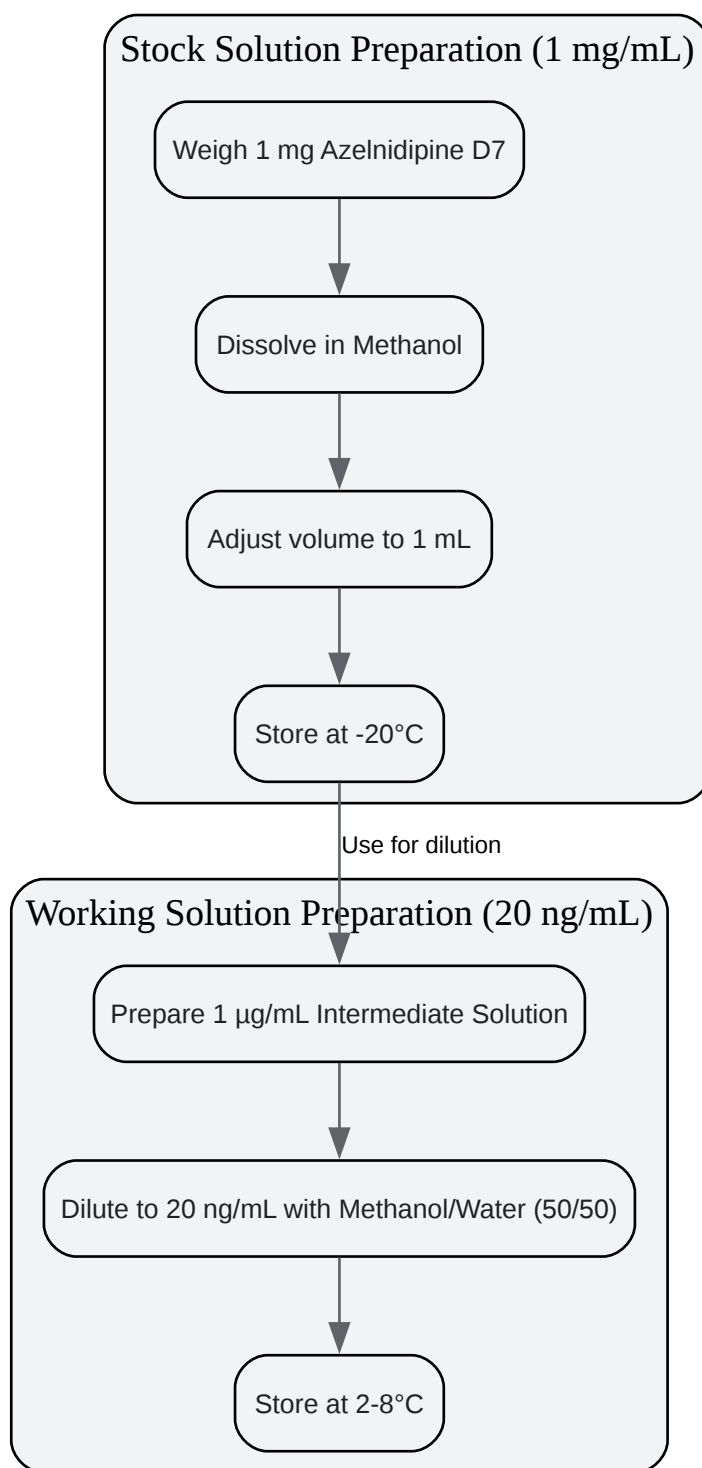 Stock Solution Preparation (1 mg/mL)
Weigh 1 mg Azelnidipine D7
Dissolve in Methanol
Adjust volume to 1 mL
Store at -20°C
Use for dilution
Working Solution Preparation (20 ng/mL)
Prepare 1 µg/mL Intermediate Solution
Dilute to 20 ng/mL with Methanol/Water (50/50)
Store at 2-8°C